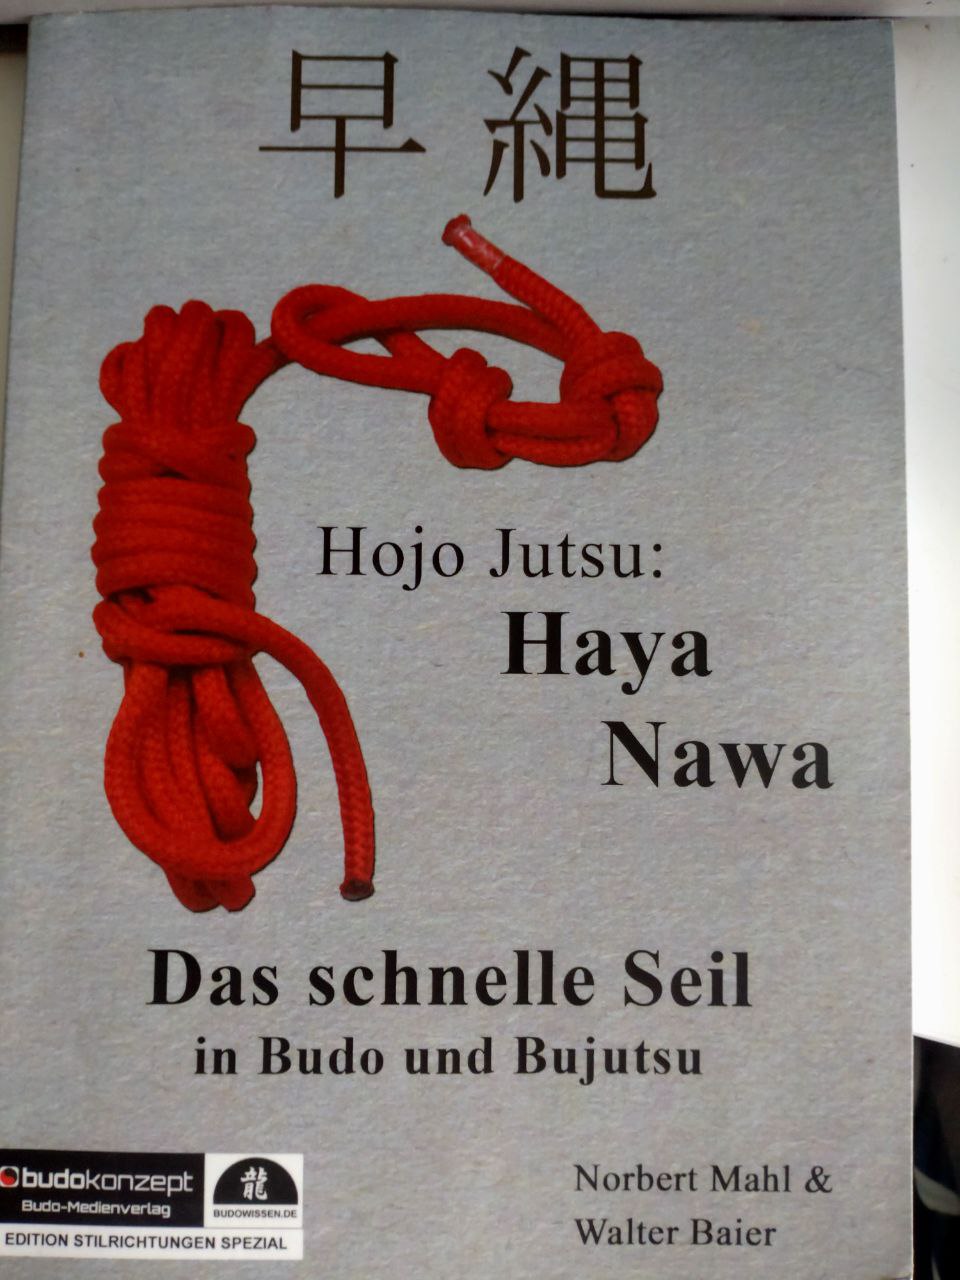 早縄
Hojo Jutsu:
Haya
Nawa
Das schnelle Seil
in Budo und Bujutsu
budokonzept
Budo-Medienverlag
龍
BUDOWISSEN.DE
EDITION STILRICHTUNGEN SPEZIAL
Norbert Mahl &
Walter Baier